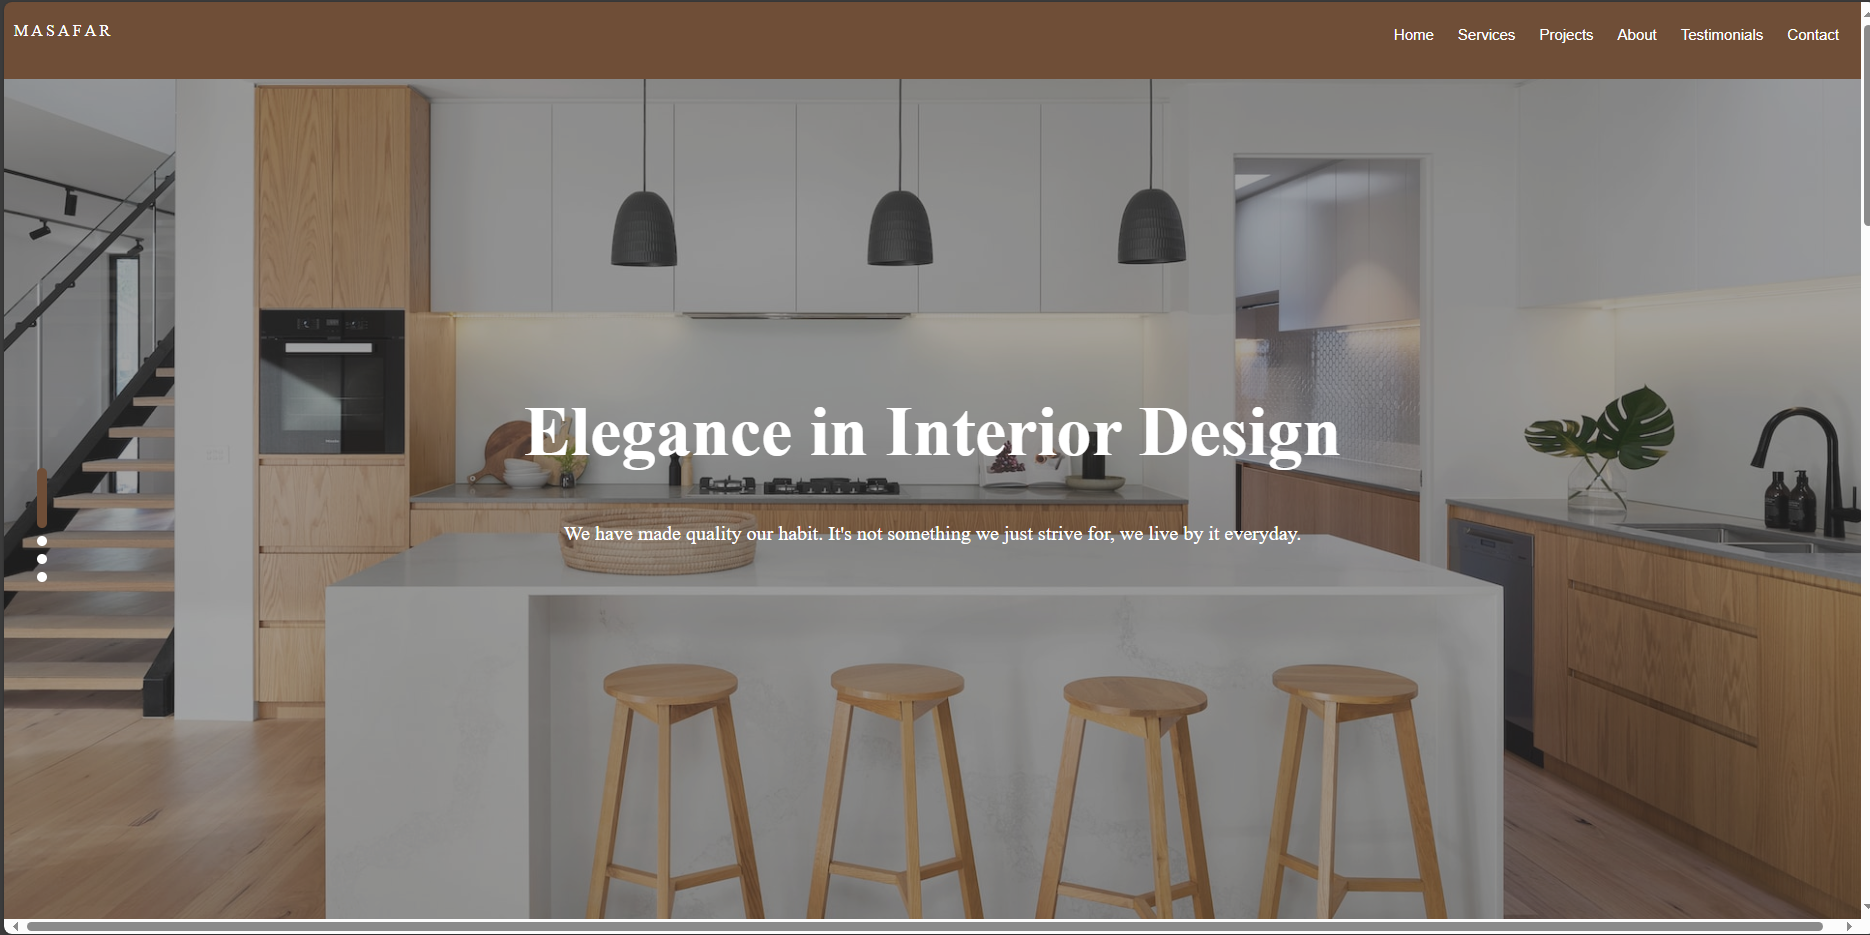 MASAFAR
Home Services Projects About Testimonials Contact
Elegance in Interior Design
We have made quality our habit. It's not something we just strive for, we live by it everyday.